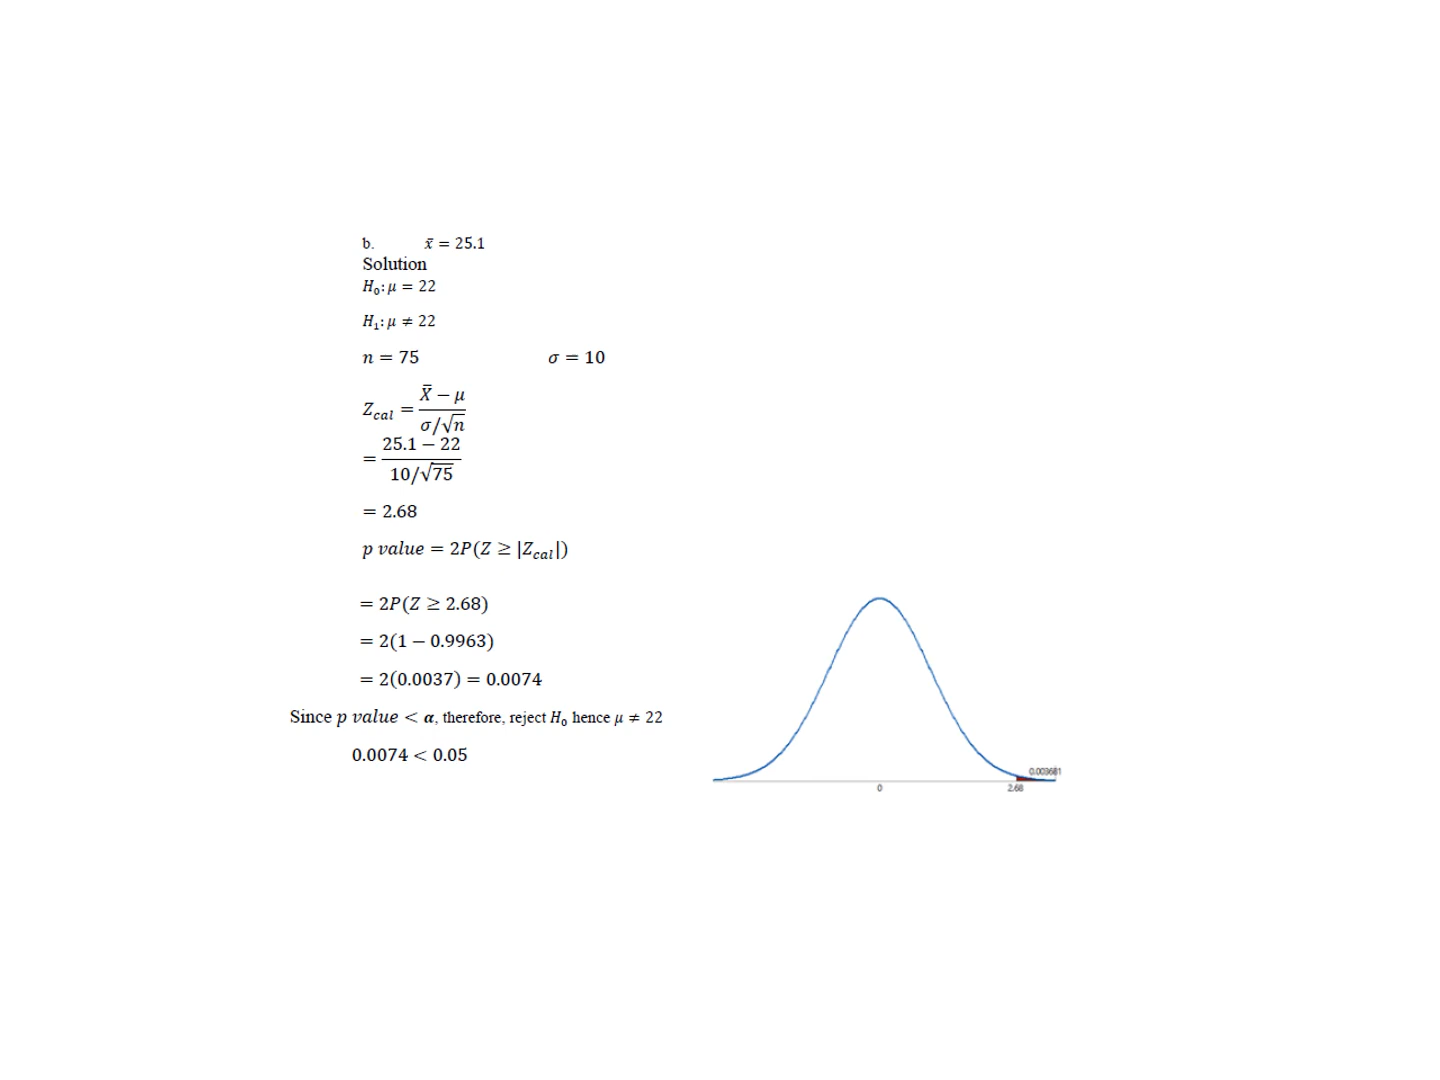 b. x̄ = 25.1
Solution
H₀: μ = 22
H₁: μ ≠ 22
n = 75 σ = 10
Z_cal = (X̄ − μ) / (σ/√n)
= (25.1 − 22) / (10/√75)
= 2.68
p value = 2P(Z ≥ |Z_cal|)
= 2P(Z ≥ 2.68)
= 2(1 − 0.9963)
= 2(0.0037) = 0.0074
Since p value < α, therefore, reject H₀ hence μ ≠ 22
0.0074 < 0.05
0.003681
0 2.68